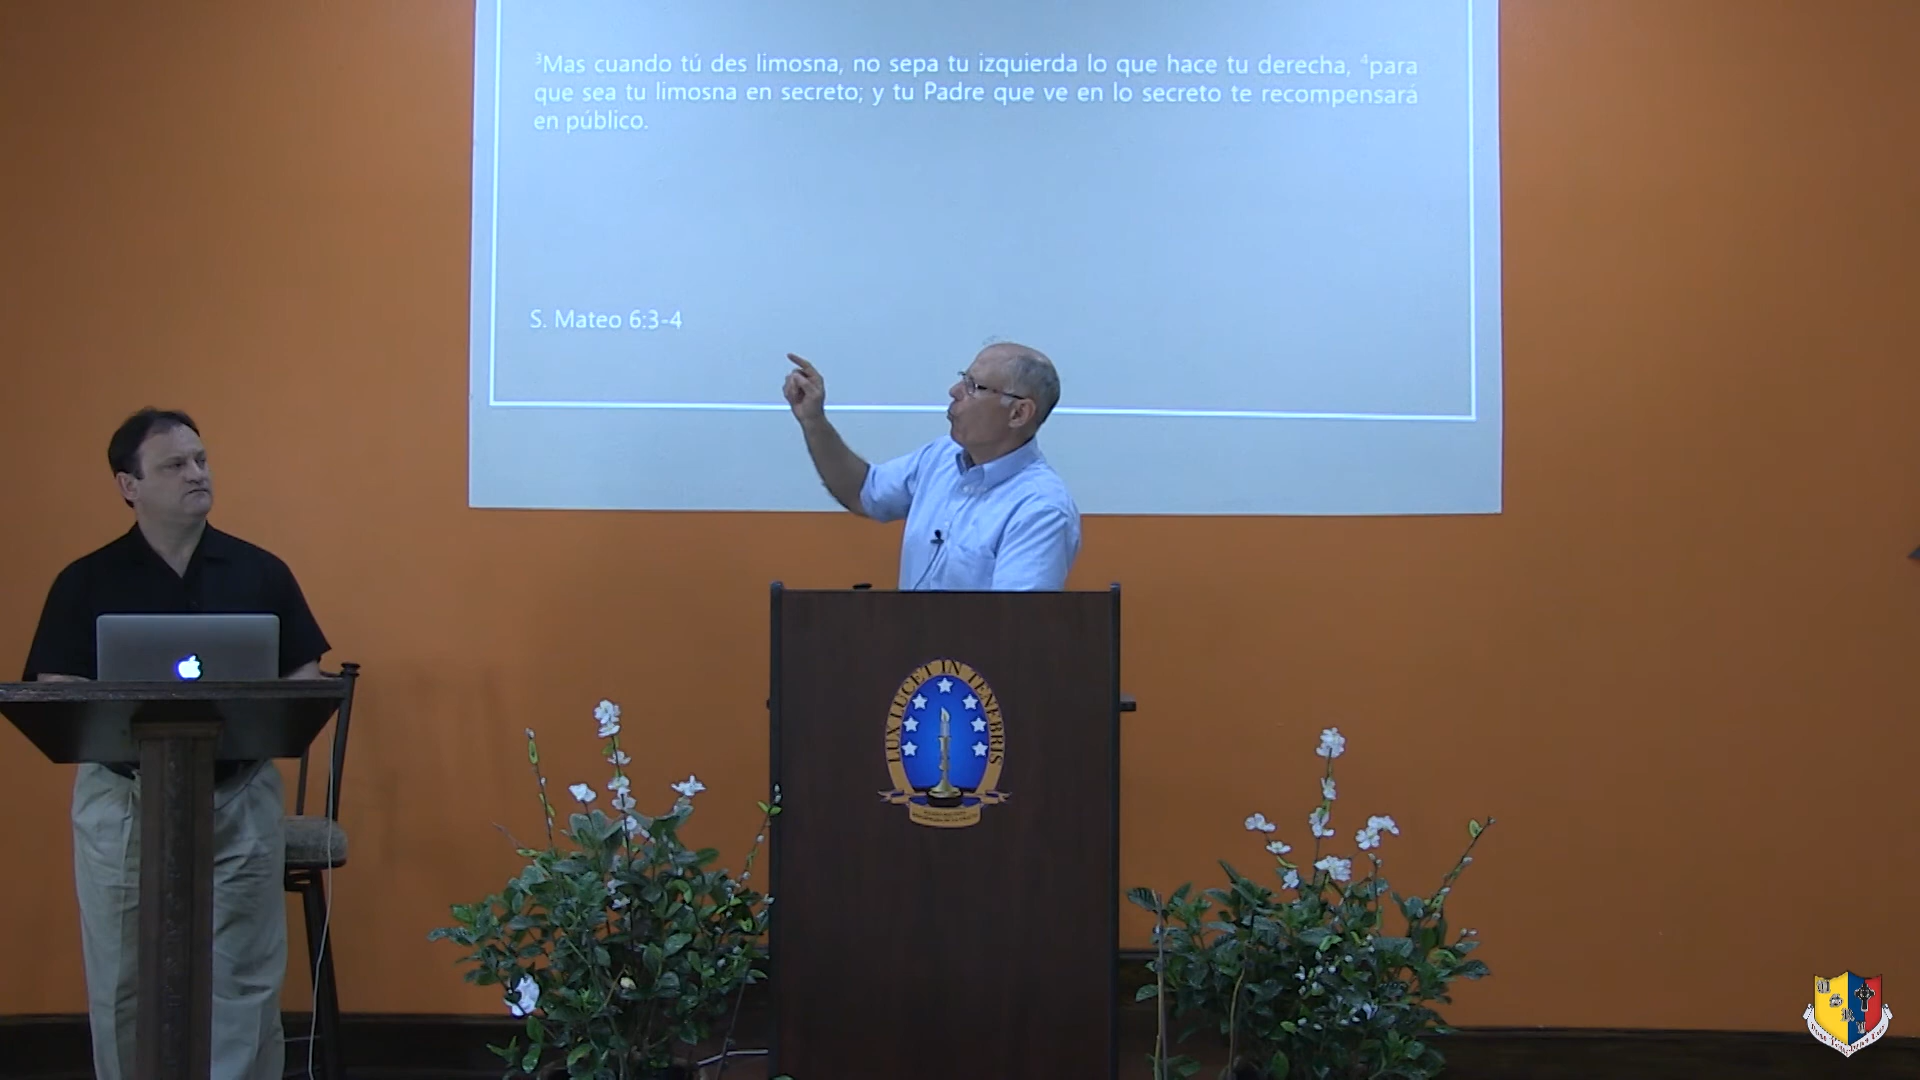 ³Mas cuando tú des limosna, no sepa tu izquierda lo que hace tu derecha, ⁴para
que sea tu limosna en secreto; y tu Padre que ve en lo secreto te recompensará
en público.
S. Mateo 6:3-4
LUX LUCET IN TENEBRIS